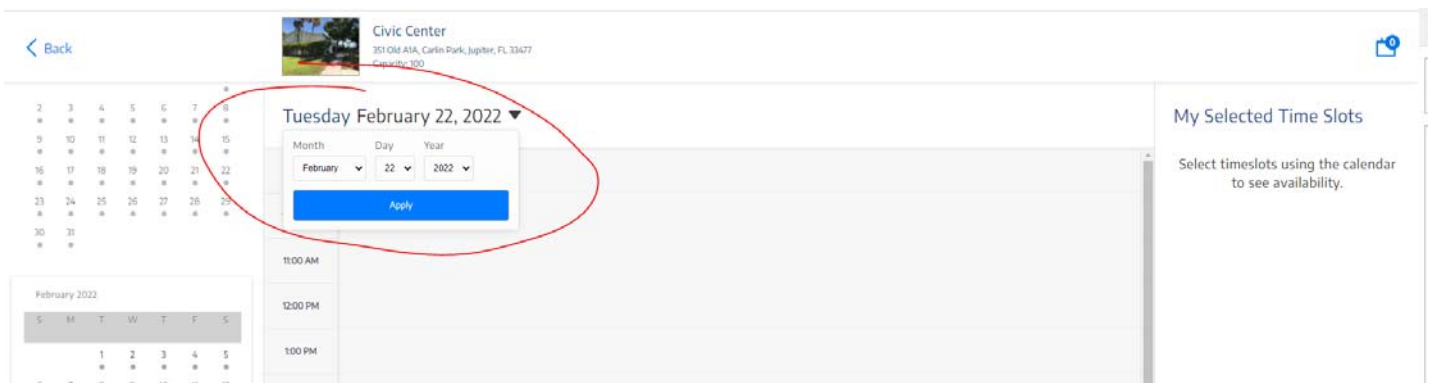 Back
Civic Center
351 Old A1A, Carlin Park, Jupiter, FL 33477
Capacity: 100
0
2 3 4 5 6 7 8
9 10 11 12 13 14 15
16 17 18 19 20 21 22
23 24 25 26 27 28 29
30 31
February 2022
S M T W T F S
1 2 3 4 5
Tuesday February 22, 2022
Month Day Year
February 22 2022
Apply
11:00 AM
12:00 PM
1:00 PM
My Selected Time Slots
Select timeslots using the calendar
to see availability.